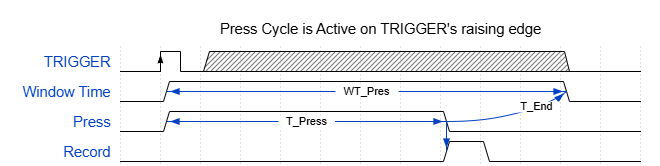 Press Cycle is Active on TRIGGER's raising edge
TRIGGER
Window Time
WT_Pres
Press
T_Press
T_End
Record